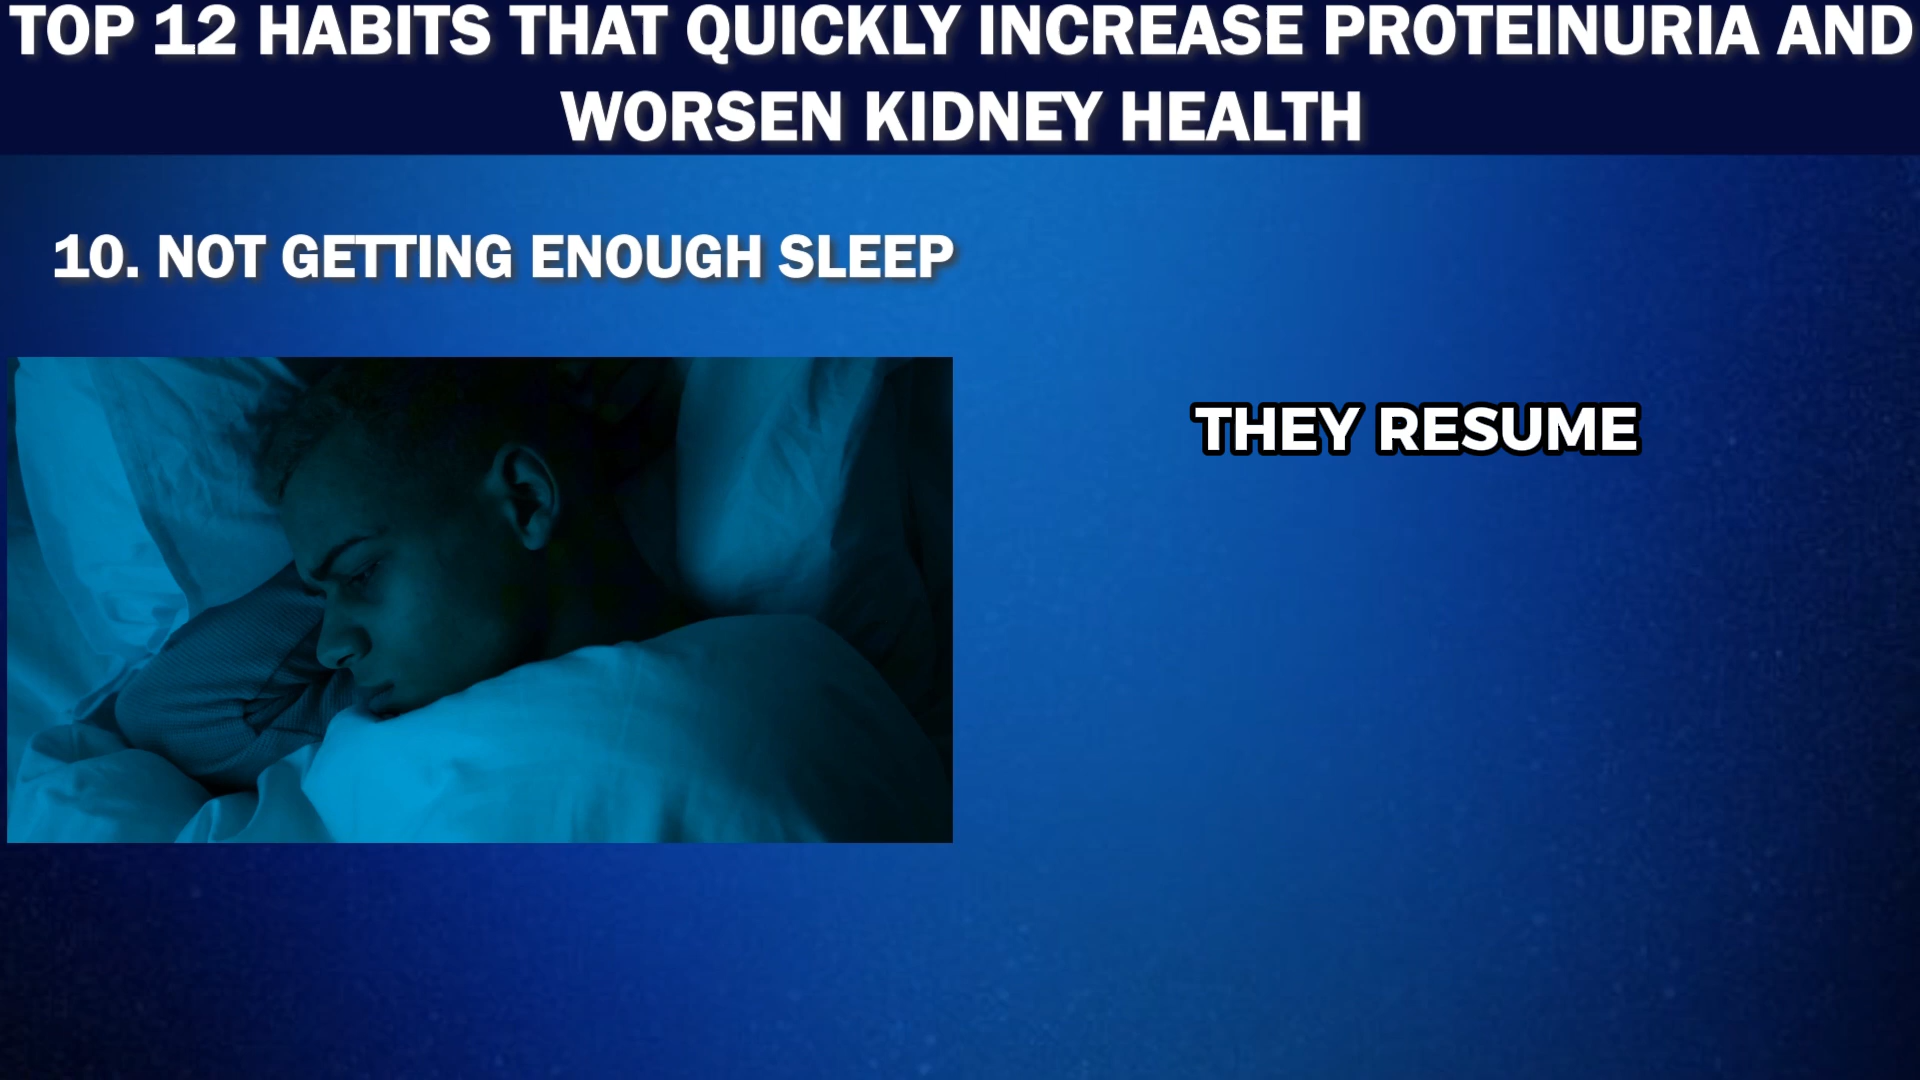 TOP 12 HABITS THAT QUICKLY INCREASE PROTEINURIA AND
WORSEN KIDNEY HEALTH
10. NOT GETTING ENOUGH SLEEP
THEY RESUME